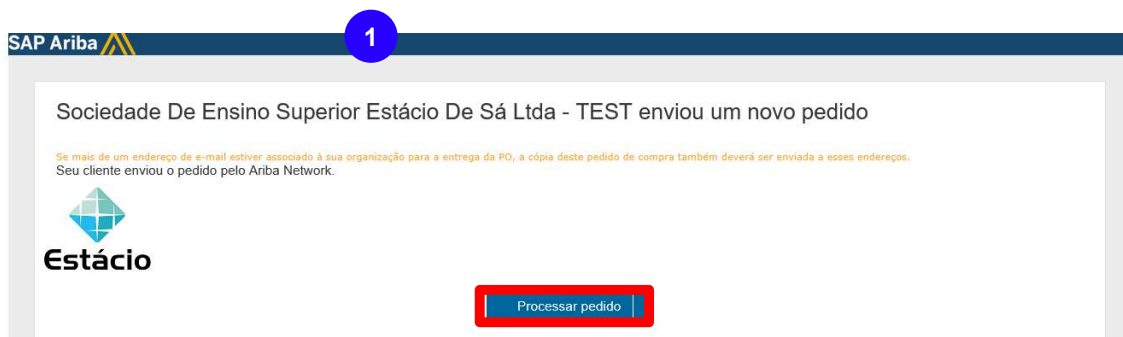 SAP Ariba
1
Sociedade De Ensino Superior Estácio De Sá Ltda - TEST enviou um novo pedido
Se mais de um endereço de e-mail estiver associado à sua organização para a entrega da PO, a cópia deste pedido de compra também deverá ser enviada a esses endereços.
Seu cliente enviou o pedido pelo Ariba Network.
Estácio
Processar pedido